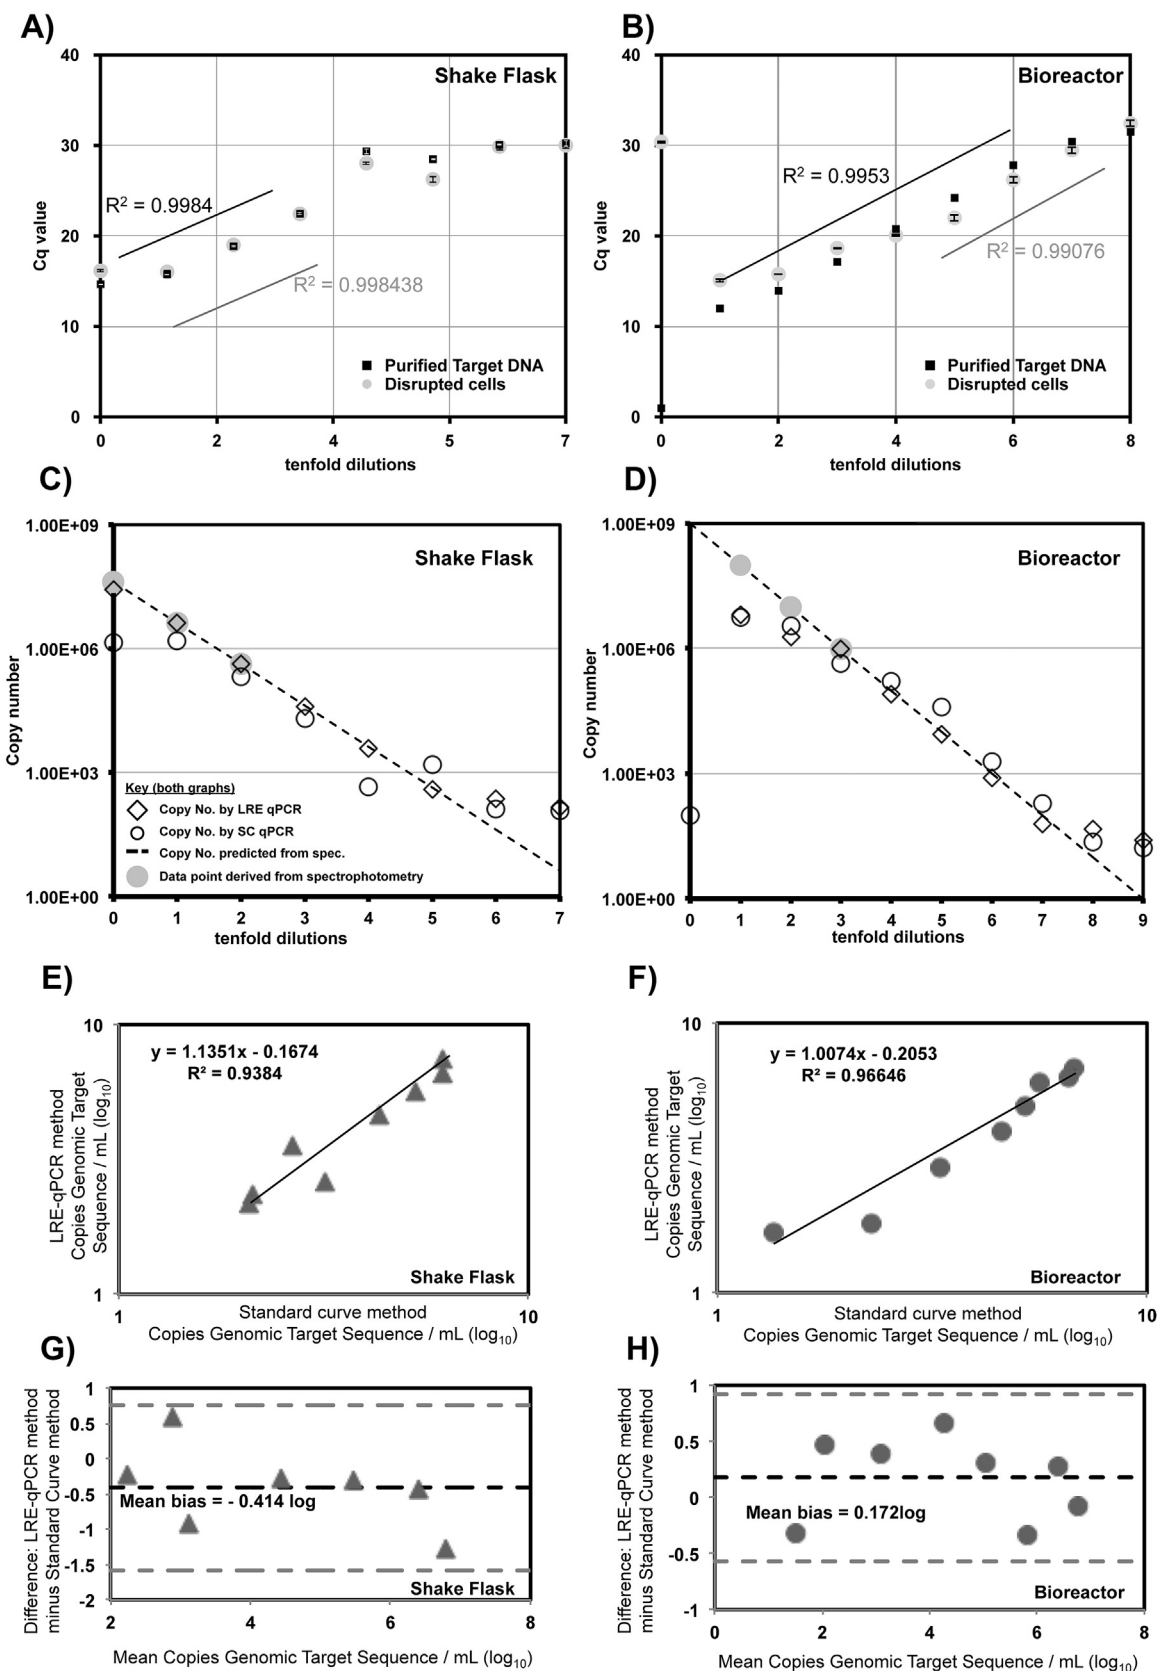 A)
40
30
20
10
0
Cq value
Shake Flask
R² = 0.9984
R² = 0.998438
Purified Target DNA
Disrupted cells
0 2 4 5 7
tenfold dilutions
B)
40
30
20
10
0
Cq value
Bioreactor
R² = 0.9953
R² = 0.99076
Purified Target DNA
Disrupted cells
0 2 4 6 8
tenfold dilutions
C)
1.00E+09
1.00E+06
1.00E+03
1.00E+00
Copy number
Shake Flask
Key (both graphs)
Copy No. by LRE qPCR
Copy No. by SC qPCR
Copy No. predicted from spec.
Data point derived from spectrophotometry
0 1 2 3 4 5 6 7
tenfold dilutions
D)
1.00E+09
1.00E+06
1.00E+03
1.00E+00
Copy number
Bioreactor
0 1 2 3 4 5 6 7 8 9
tenfold dilutions
E)
10
1
LRE-qPCR method
Copies Genomic Target
Sequence / mL (log₁₀)
y = 1.1351x - 0.1674
R² = 0.9384
Shake Flask
1 10
Standard curve method
Copies Genomic Target Sequence / mL (log₁₀)
F)
10
1
LRE-qPCR method
Copies Genomic Target
Sequence / mL (log₁₀)
y = 1.0074x - 0.2053
R² = 0.96646
Bioreactor
1 10
Standard curve method
Copies Genomic Target Sequence / mL (log₁₀)
G)
1
0.5
0
-0.5
-1
-1.5
-2
Difference: LRE-qPCR method
minus Standard Curve method
Mean bias = - 0.414 log
Shake Flask
2 4 6 8
Mean Copies Genomic Target Sequence / mL (log₁₀)
H)
1
0.5
0
-0.5
-1
Difference: LRE-qPCR method
minus Standard Curve method
Mean bias = 0.172log
Bioreactor
0 2 4 6 8
Mean Copies Genomic Target Sequence / mL (log₁₀)